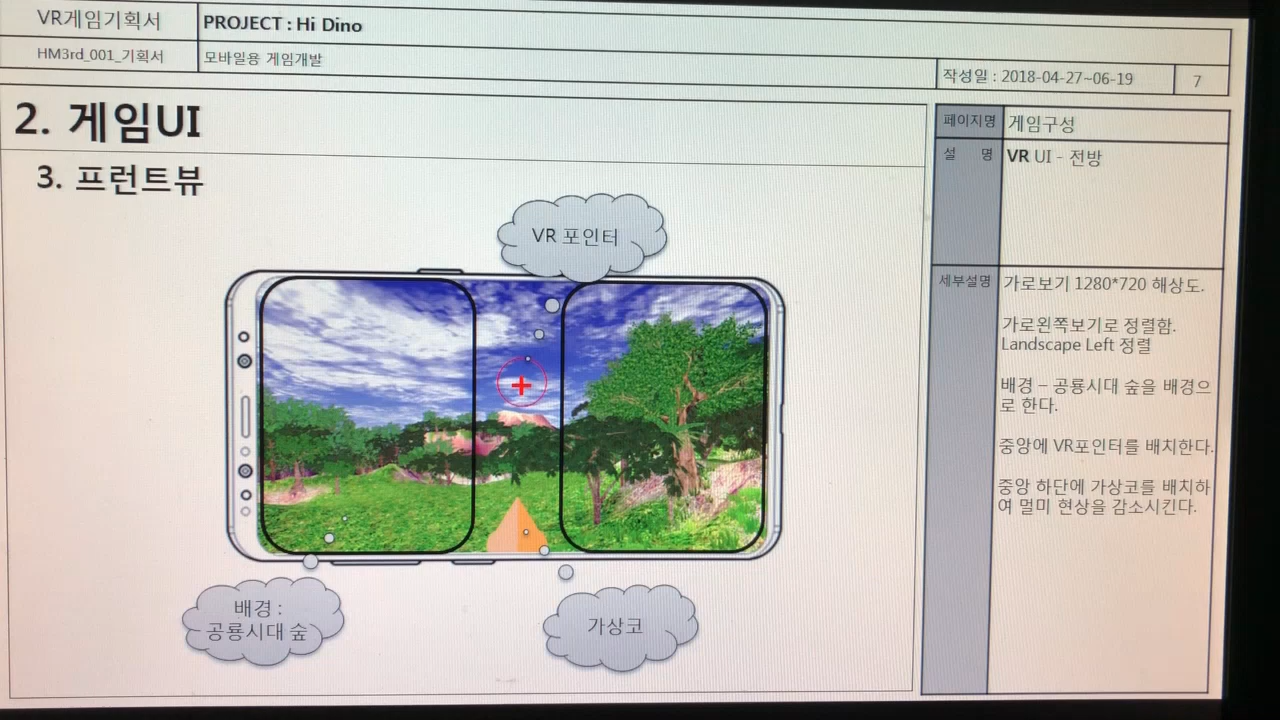 VR게임기획서
PROJECT : Hi Dino
HM3rd_001_기획서
모바일용 게임개발
작성일 : 2018-04-27~06-19
7
2. 게임UI
3. 프런트뷰
VR 포인터
배경 :
공룡시대 숲
가상코
페이지명
게임구성
설 명
VR UI - 전방
세부설명
가로보기 1280*720 해상도.
가로왼쪽보기로 정렬함.
Landscape Left 정렬
배경 – 공룡시대 숲을 배경으
로 한다.
중앙에 VR포인터를 배치한다.
중앙 하단에 가상코를 배치하
여 멀미 현상을 감소시킨다.